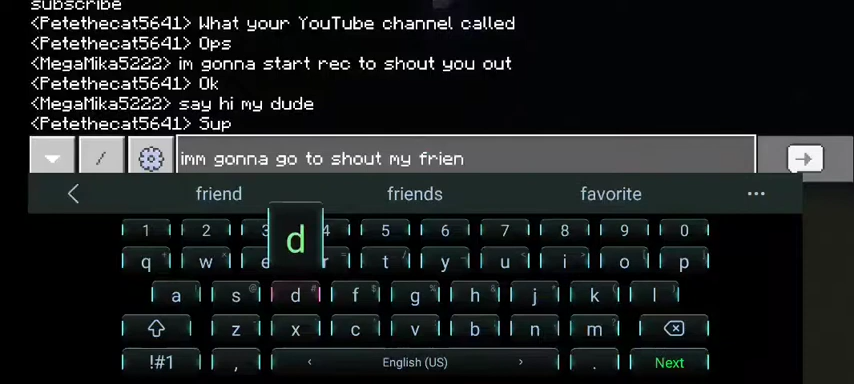 subscribe
<Petethecat5641> What your YouTube channel called
<Petethecat5641> Ops
<MegaMika5222> im gonna start rec to shout you out
<Petethecat5641> Ok
<MegaMika5222> say hi my dude
<Petethecat5641> Sup
/ imm gonna go to shout my frien
friend friends favorite ...
d
1 2 3 4 5 6 7 8 9 0
q w e r t y u i o p
a s d f g h j k l
z x c v b n m
!#1 , < English (US) > . Next